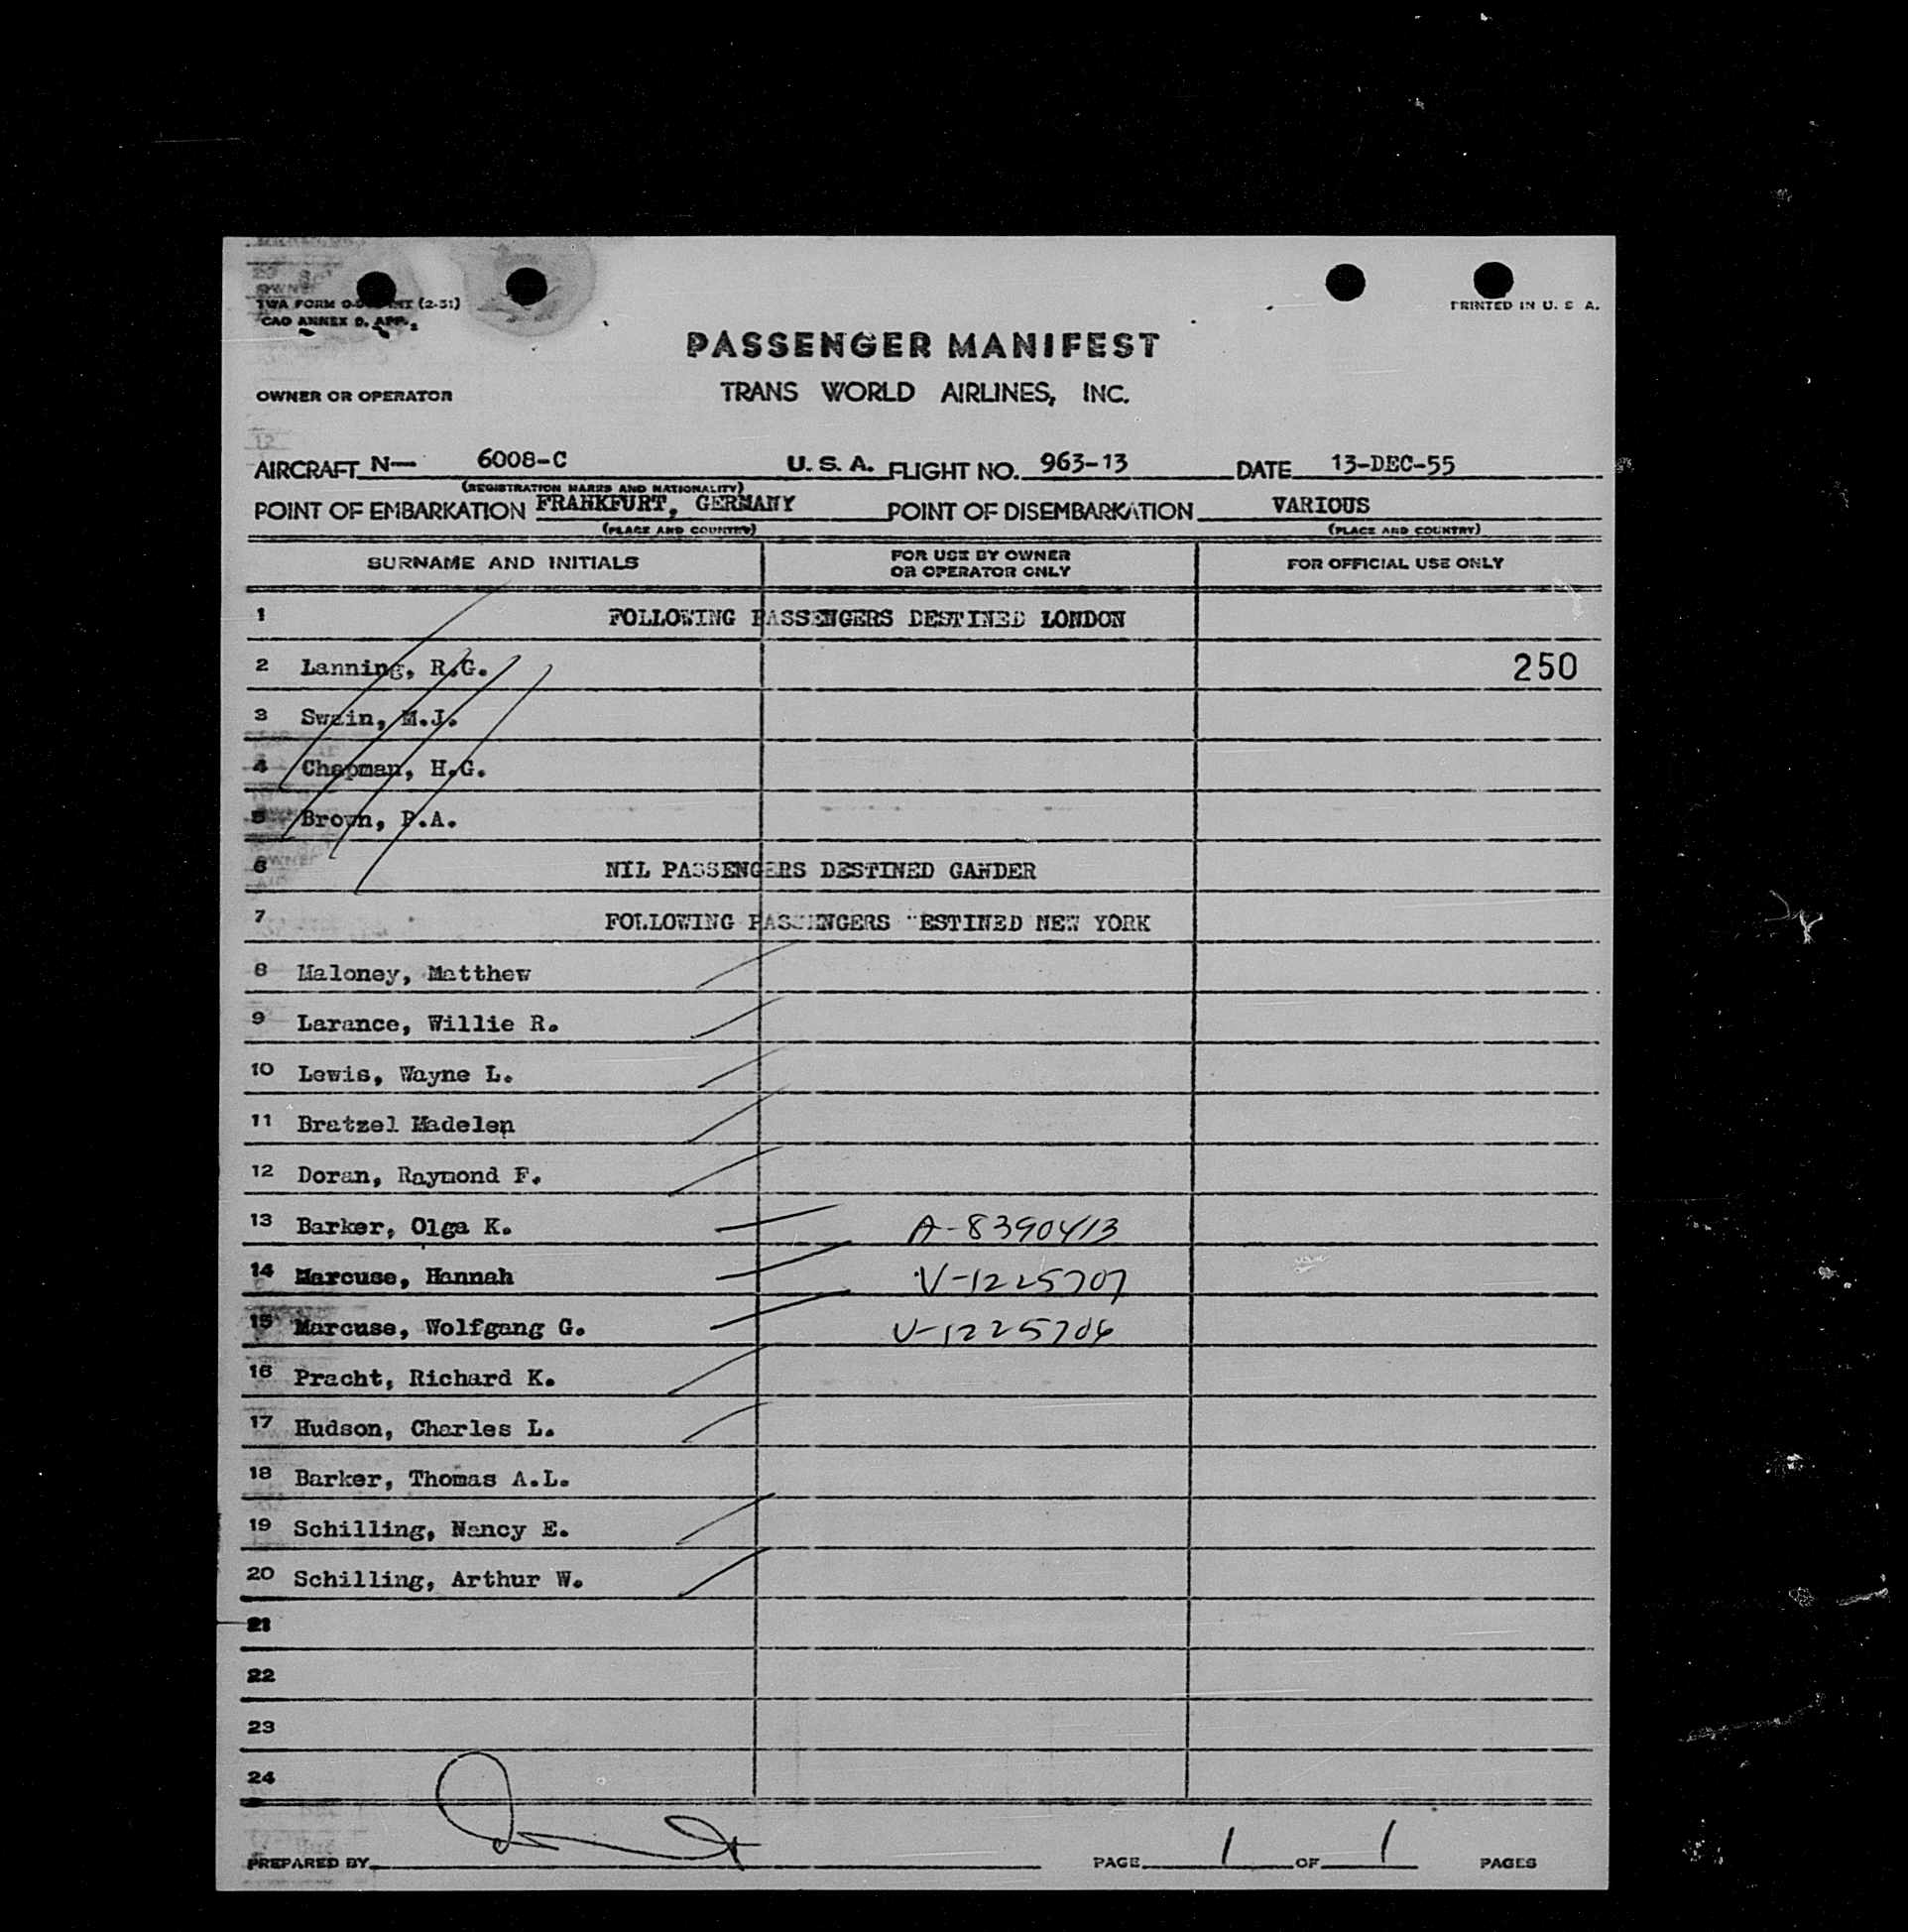 TWA FORM (2-51)
CAO ANNEX 9, APP. 2
PRINTED IN U. S. A.
PASSENGER MANIFEST
OWNER OR OPERATOR
TRANS WORLD AIRLINES, INC.
AIRCRAFT N— 6008-C U. S. A. FLIGHT NO. 963-13 DATE 13-DEC-55
(REGISTRATION MARKS AND NATIONALITY)
POINT OF EMBARKATION FRANKFURT, GERMANY POINT OF DISEMBARKATION VARIOUS
(PLACE AND COUNTRY) (PLACE AND COUNTRY)
SURNAME AND INITIALS FOR USE BY OWNER OR OPERATOR ONLY FOR OFFICIAL USE ONLY
1 FOLLOWING PASSENGERS DESTINED LONDON
2 Lanning, R.G. 250
3 Swain, M.J.
4 Chapman, H.G.
5 Brown, P.A.
6 NIL PASSENGERS DESTINED GANDER
7 FOLLOWING PASSENGERS DESTINED NEW YORK
8 Maloney, Matthew
9 Larance, Willie R.
10 Lewis, Wayne L.
11 Bratzel Madelen
12 Doran, Raymond F.
13 Barker, Olga K. A-8390413
14 Marcuse, Hannah V-1225707
15 Marcuse, Wolfgang G. V-1225706
16 Pracht, Richard K.
17 Hudson, Charles L.
18 Barker, Thomas A.L.
19 Schilling, Nancy E.
20 Schilling, Arthur W.
21
22
23
24
PREPARED BY PAGE 1 OF 1 PAGES